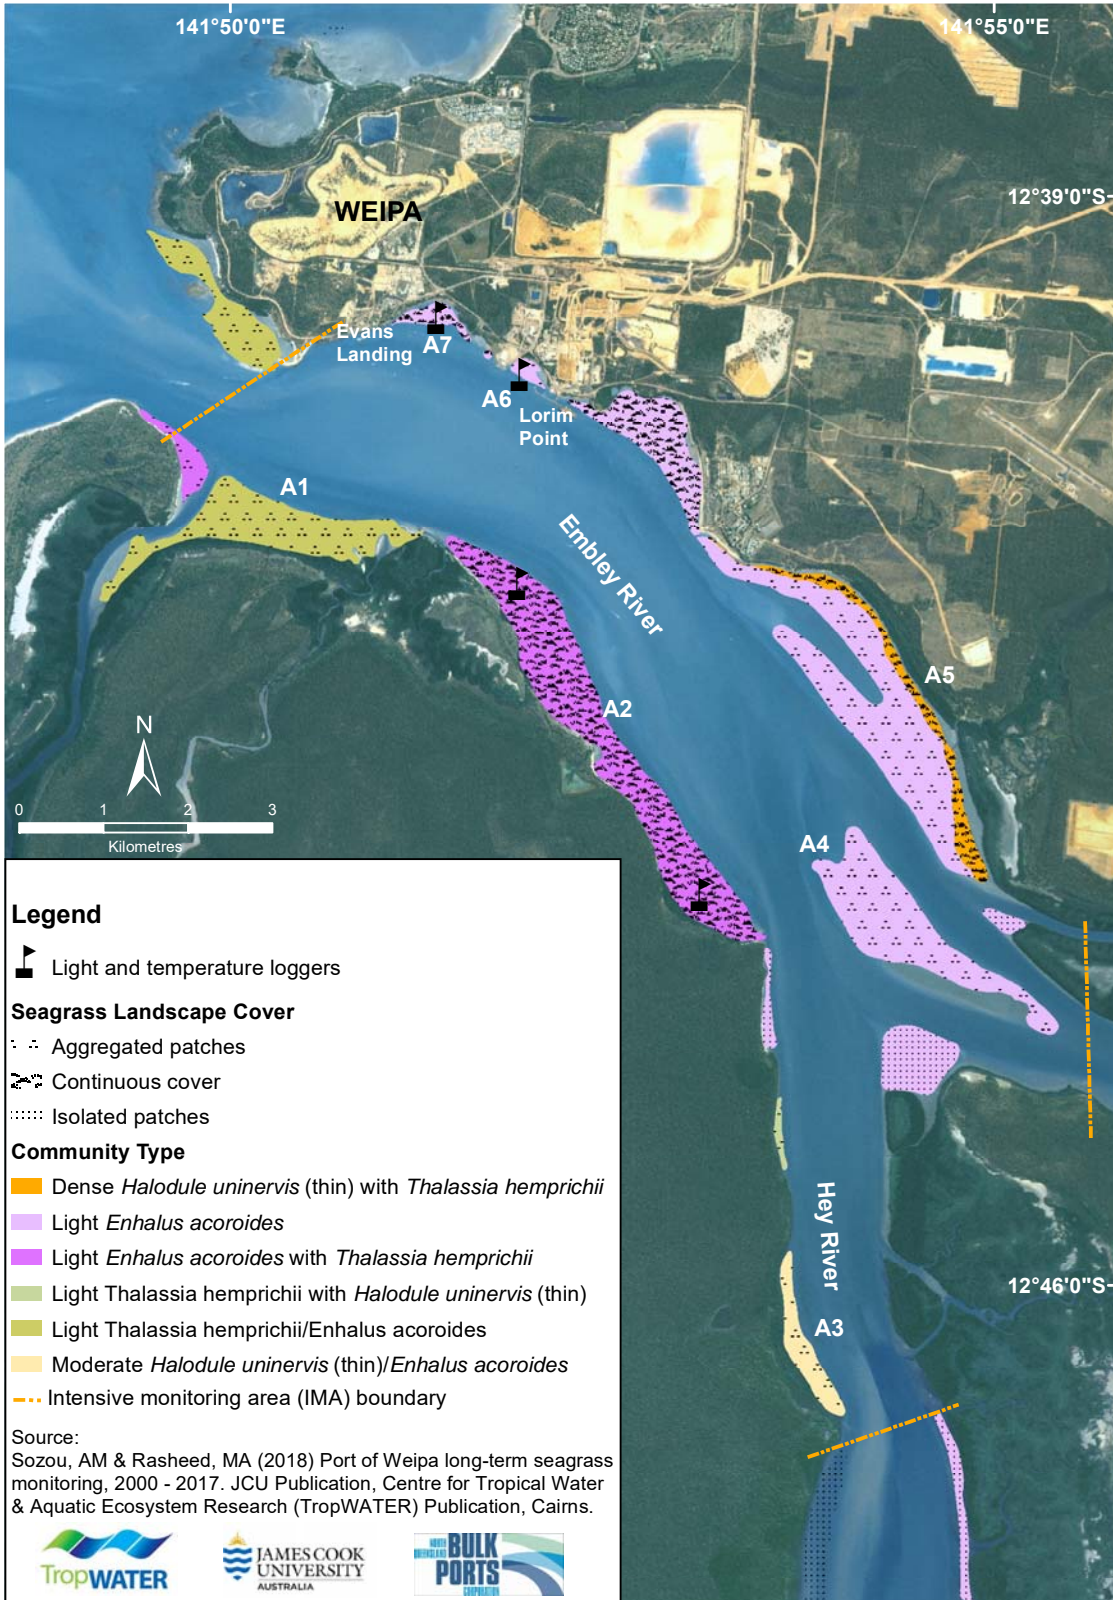 141°50'0"E
141°55'0"E
12°39'0"S
WEIPA
Evans
Landing
A7
A6
Lorim
Point
A1
Embley River
A2
A5
N
0 1 2 3
Kilometres
A4
Hey River
12°46'0"S
A3
Legend
Light and temperature loggers
Seagrass Landscape Cover
Aggregated patches
Continuous cover
Isolated patches
Community Type
Dense Halodule uninervis (thin) with Thalassia hemprichii
Light Enhalus acoroides
Light Enhalus acoroides with Thalassia hemprichii
Light Thalassia hemprichii with Halodule uninervis (thin)
Light Thalassia hemprichii/Enhalus acoroides
Moderate Halodule uninervis (thin)/Enhalus acoroides
Intensive monitoring area (IMA) boundary
Source:
Sozou, AM & Rasheed, MA (2018) Port of Weipa long-term seagrass
monitoring, 2000 - 2017. JCU Publication, Centre for Tropical Water
& Aquatic Ecosystem Research (TropWATER) Publication, Cairns.
TropWATER
JAMES COOK
UNIVERSITY
AUSTRALIA
NORTH
QUEENSLAND
BULK
PORTS
CORPORATION